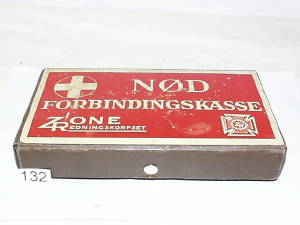 NØD
FORBINDINGSKASSE
ZONE
REDNINGSKORPSET
132